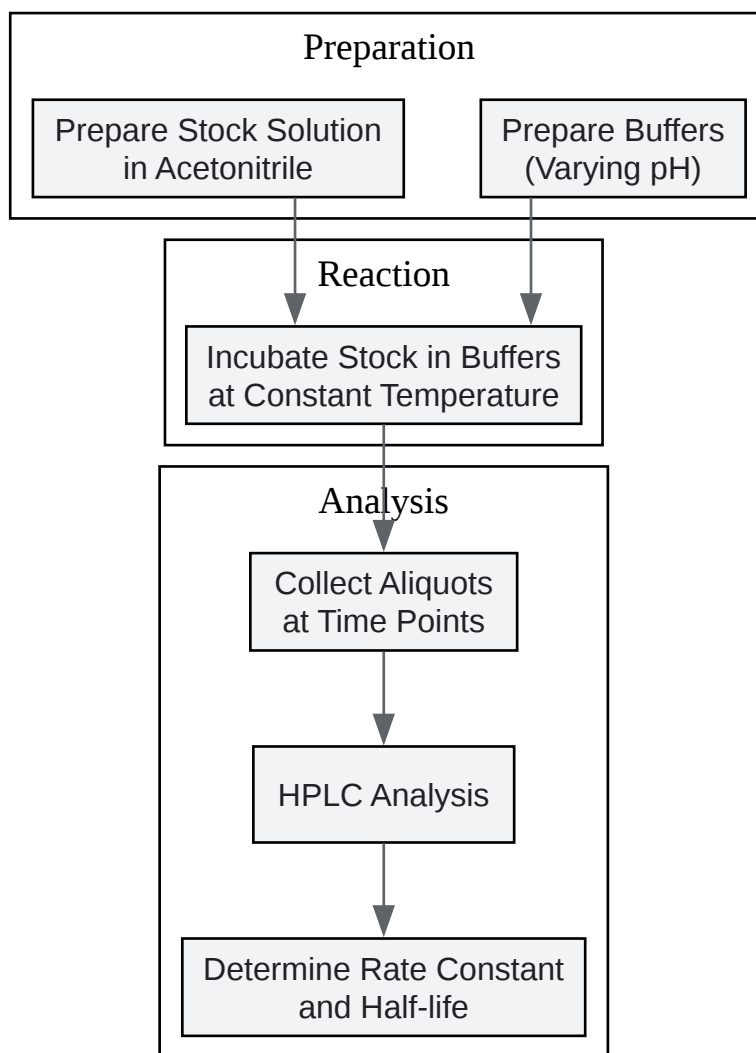 Preparation
Prepare Stock Solution
in Acetonitrile
Prepare Buffers
(Varying pH)
Reaction
Incubate Stock in Buffers
at Constant Temperature
Analysis
Collect Aliquots
at Time Points
HPLC Analysis
Determine Rate Constant
and Half-life